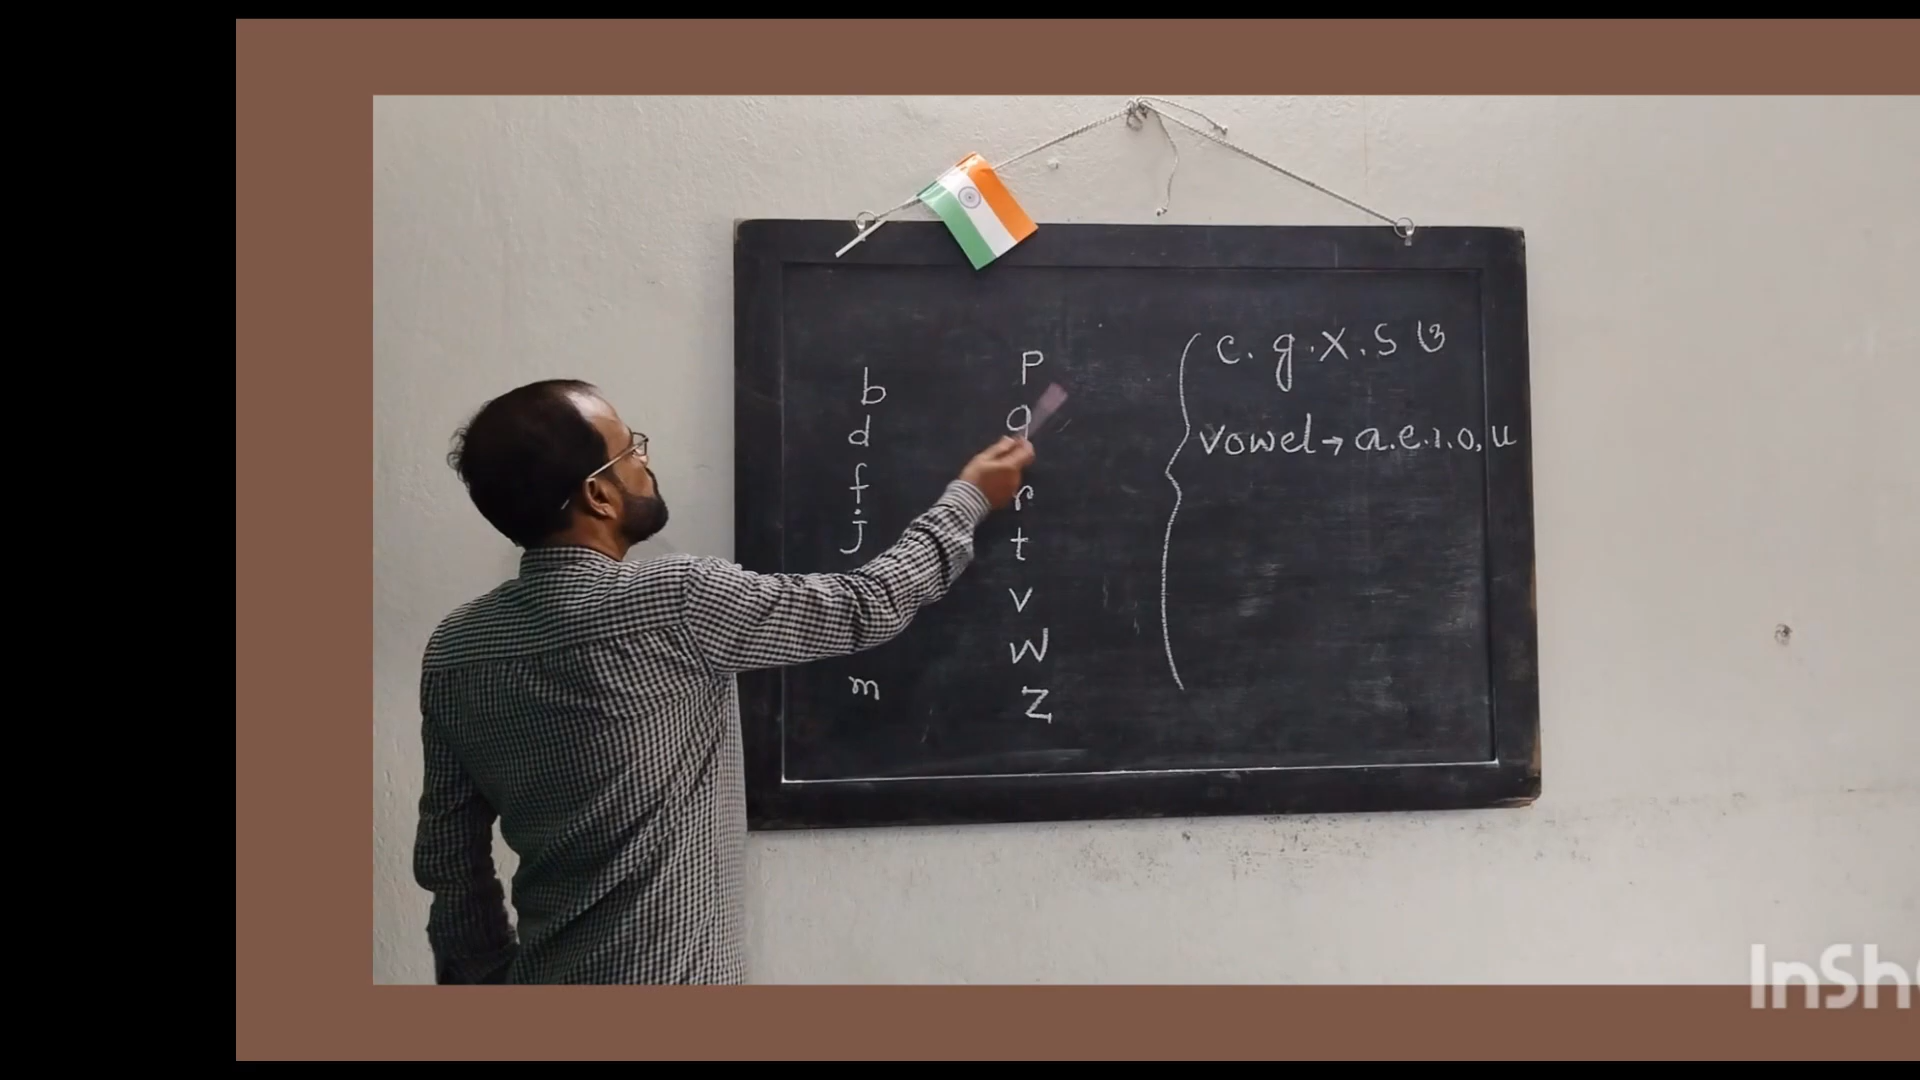 b
d
f
j
m
P
q
r
t
v
W
Z
c. g. X. S
vowel → a.e.i.o, u
InSh